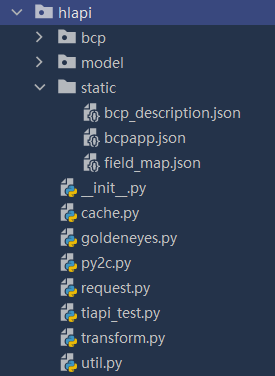 hlapi
bcp
model
static
bcp_description.json
bcpapp.json
field_map.json
__init__.py
cache.py
goldeneyes.py
py2c.py
request.py
tiapi_test.py
transform.py
util.py